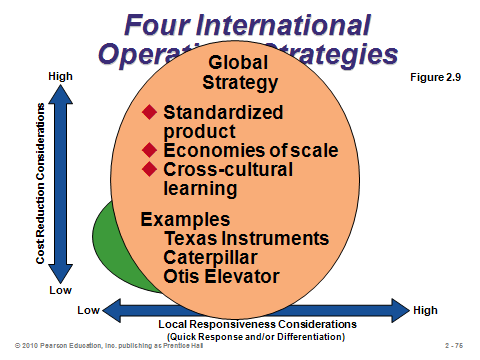 Four International
Operati Strategies
Figure 2.9
High
Cost Reduction Considerations
Low
Global
Strategy
Standardized
product
Economies of scale
Cross-cultural
learning
Examples
Texas Instruments
Caterpillar
Otis Elevator
Low
High
Local Responsiveness Considerations
(Quick Response and/or Differentiation)
© 2010 Pearson Education, Inc. publishing as Prentice Hall
2 - 75